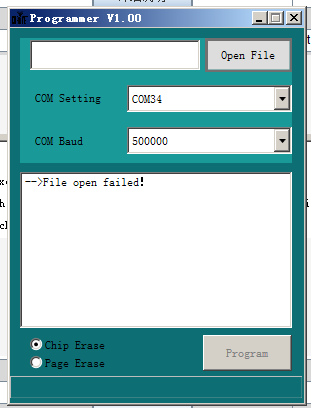 Programmer V1.00
Open File
COM Setting
COM34
COM Baud
500000
-->File open failed!
Chip Erase
Page Erase
Program